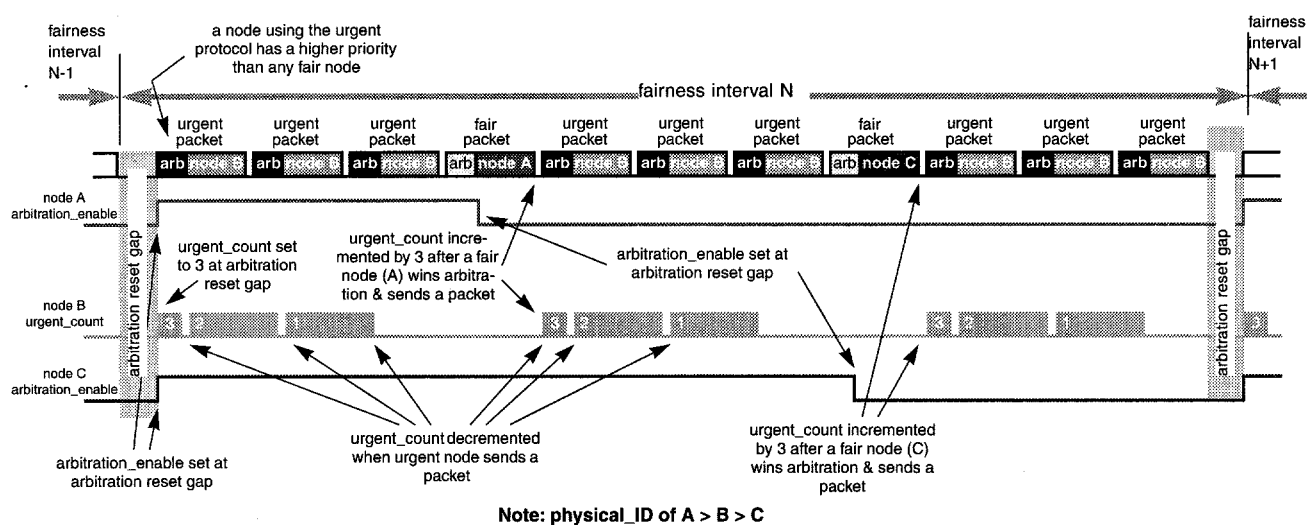 fairness
interval
N-1
a node using the urgent
protocol has a higher priority
than any fair node
fairness
interval
N+1
fairness interval N
urgent
packet
urgent
packet
urgent
packet
fair
packet
urgent
packet
urgent
packet
urgent
packet
fair
packet
urgent
packet
urgent
packet
urgent
packet
arb node B
arb node B
arb node B
arb node A
arb node B
arb node B
arb node B
arb node C
arb node B
arb node B
arb node B
node A
arbitration_enable
arbitration reset gap
urgent_count set
to 3 at arbitration
reset gap
urgent_count incre-
mented by 3 after a fair
node (A) wins arbitra-
tion & sends a packet
arbitration_enable set at
arbitration reset gap
arbitration reset gap
node B
urgent_count
3 2 1
3 2 1
3 2 1
3
node C
arbitration_enable
arbitration_enable set at
arbitration reset gap
urgent_count decremented
when urgent node sends a
packet
urgent_count incremented
by 3 after a fair node (C)
wins arbitration & sends a
packet
Note: physical_ID of A > B > C